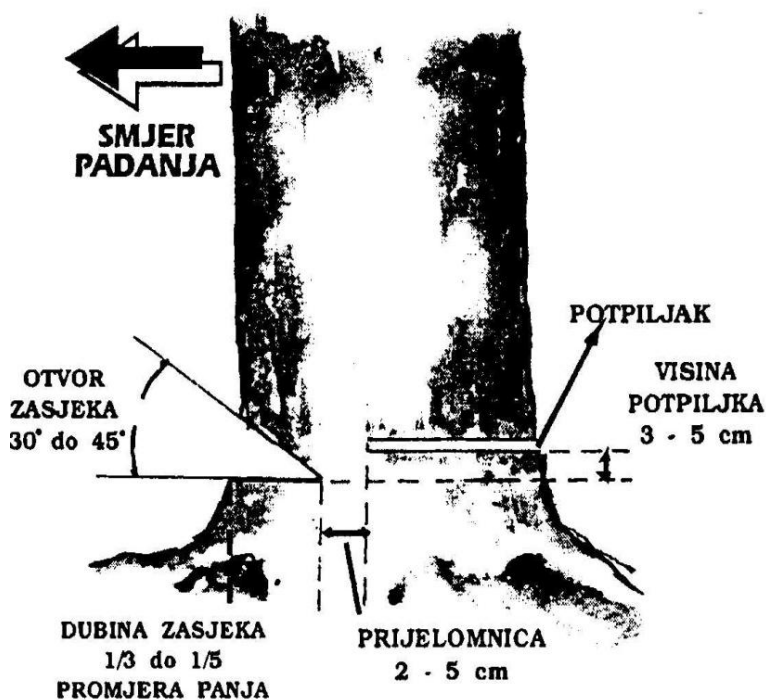 SMJER
PADANJA
POTPILJAK
OTVOR
ZASJEKA
30° do 45°
VISINA
POTPILJKA
3 - 5 cm
DUBINA ZASJEKA
1/3 do 1/5
PROMJERA PANJA
PRIJELOMNICA
2 - 5 cm